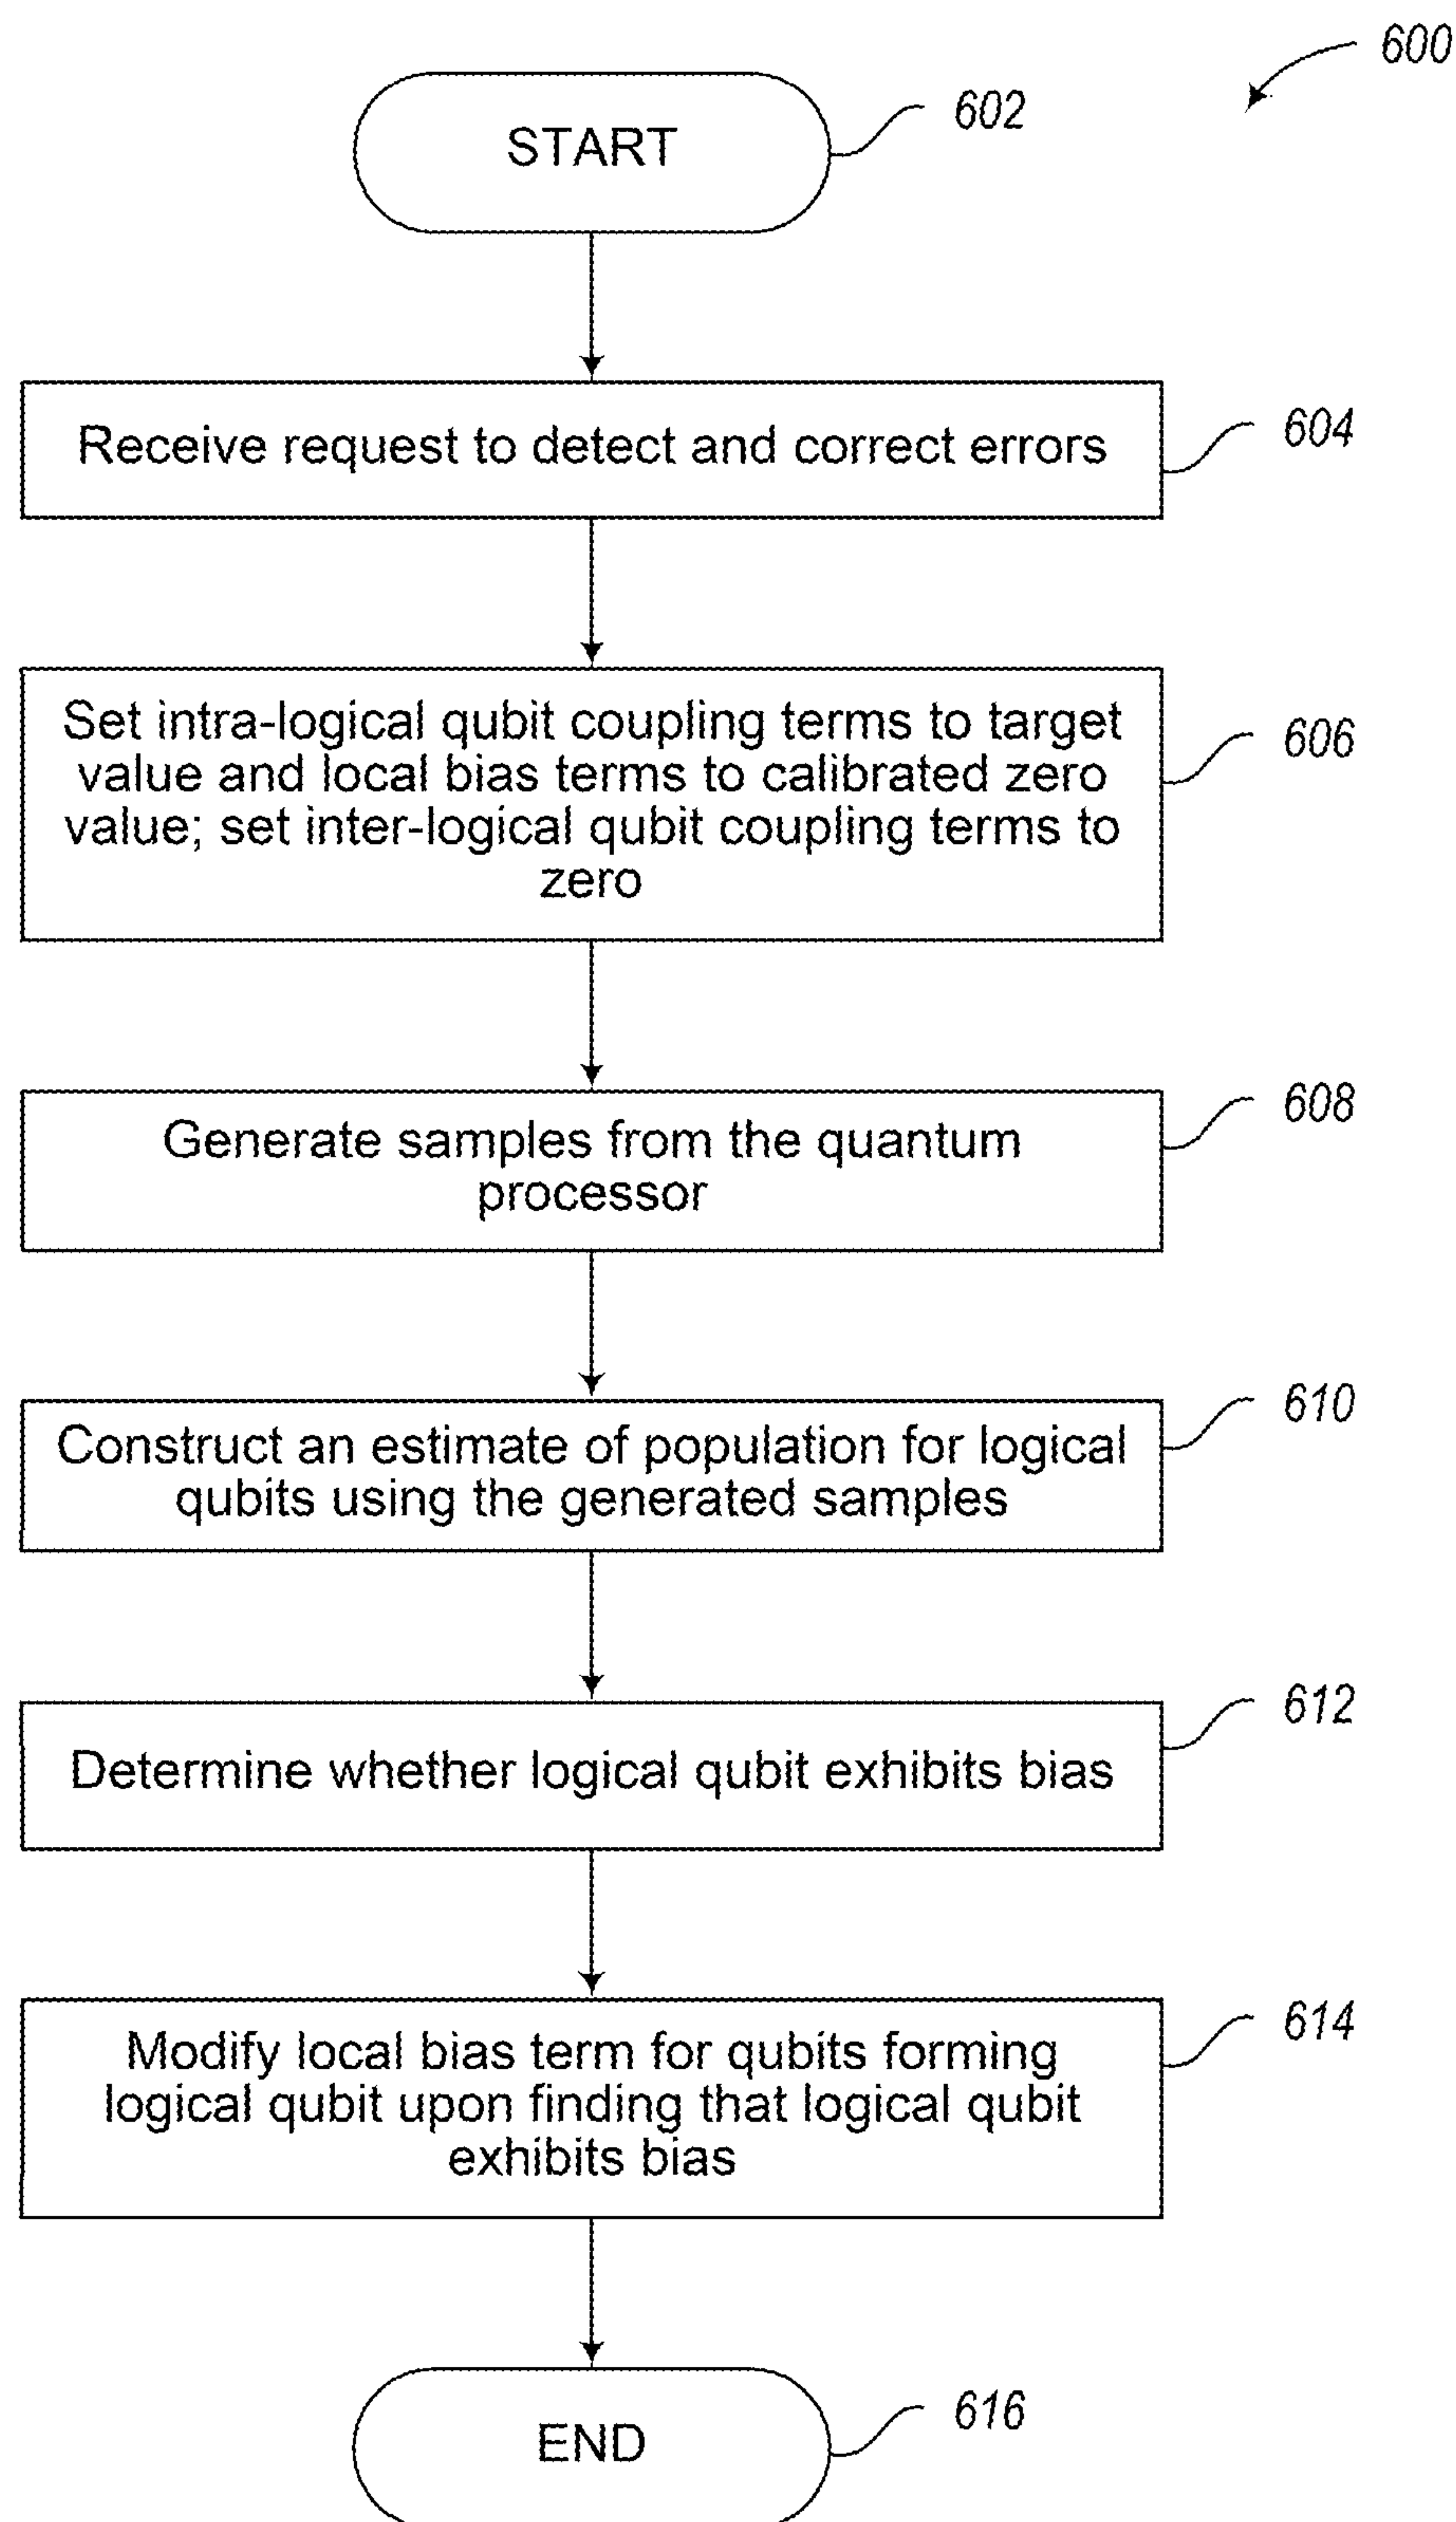 600
START
602
Receive request to detect and correct errors
604
Set intra-logical qubit coupling terms to target
value and local bias terms to calibrated zero
value; set inter-logical qubit coupling terms to
zero
606
Generate samples from the quantum
processor
608
Construct an estimate of population for logical
qubits using the generated samples
610
Determine whether logical qubit exhibits bias
612
Modify local bias term for qubits forming
logical qubit upon finding that logical qubit
exhibits bias
614
END
616